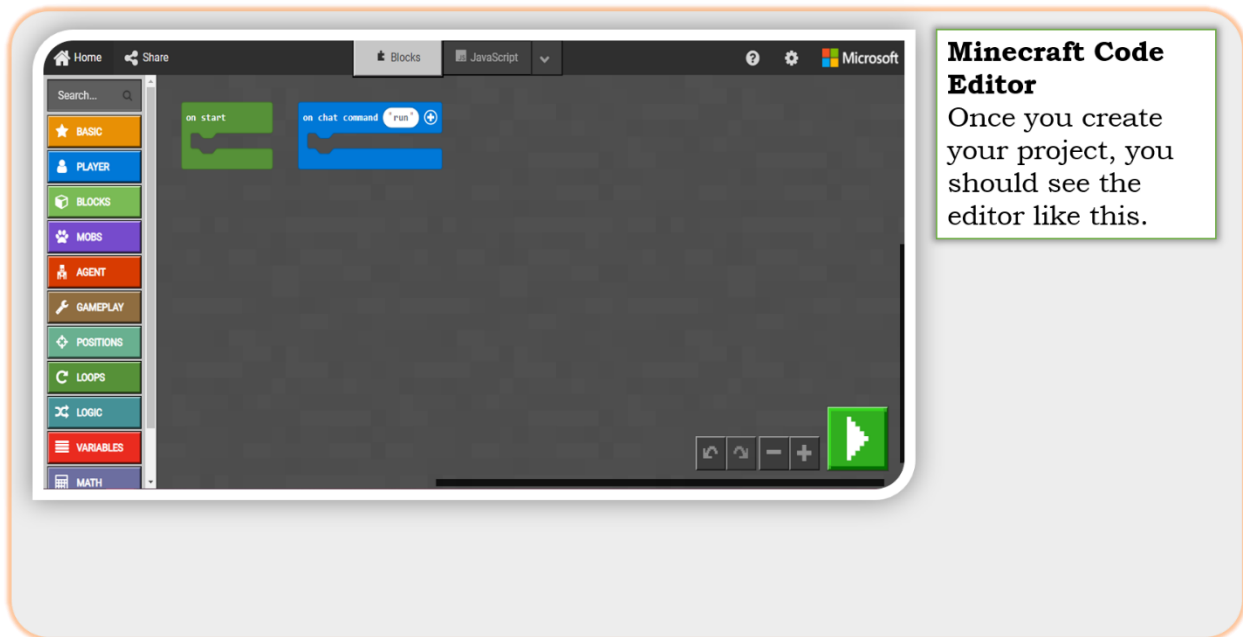 Home Share Blocks JavaScript Microsoft
Search...
BASIC
PLAYER
BLOCKS
MOBS
AGENT
GAMEPLAY
POSITIONS
LOOPS
LOGIC
VARIABLES
MATH
on start
on chat command "run"
Minecraft Code
Editor
Once you create
your project, you
should see the
editor like this.